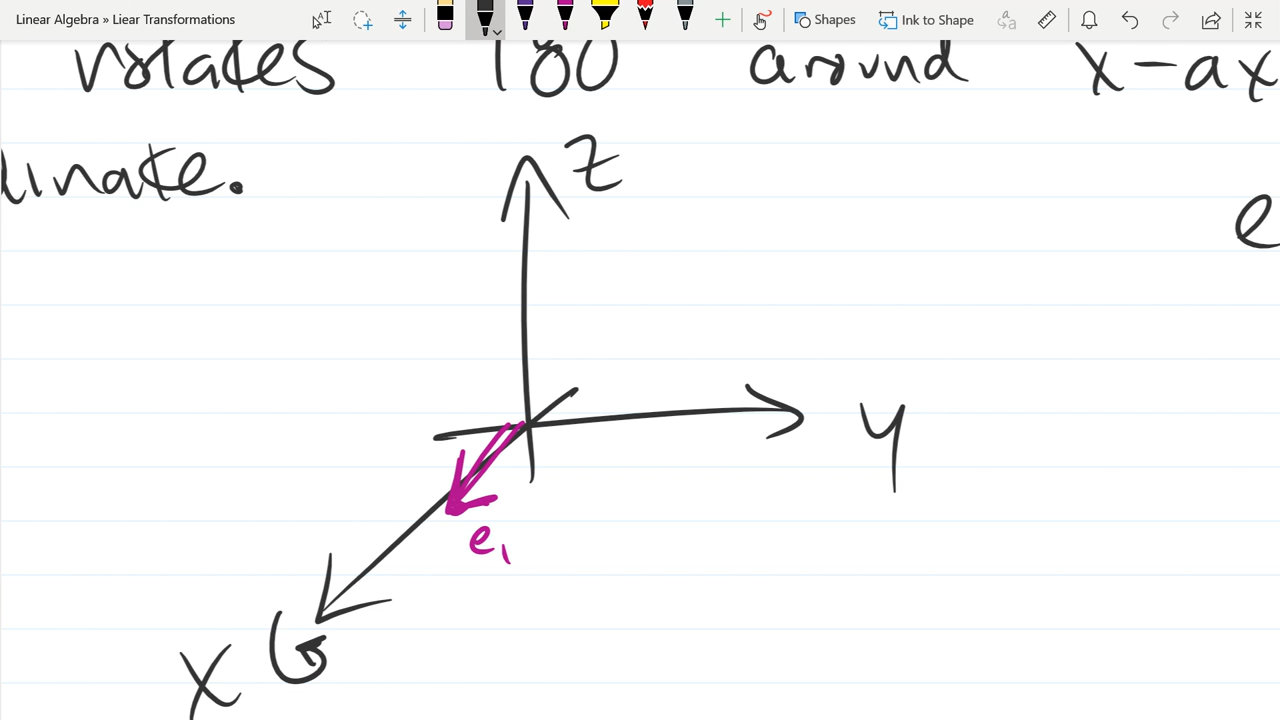 Linear Algebra » Liear Transformations
Shapes
Ink to Shape
rotates 180 around x-ax
linate.
z
e
y
e₁
x